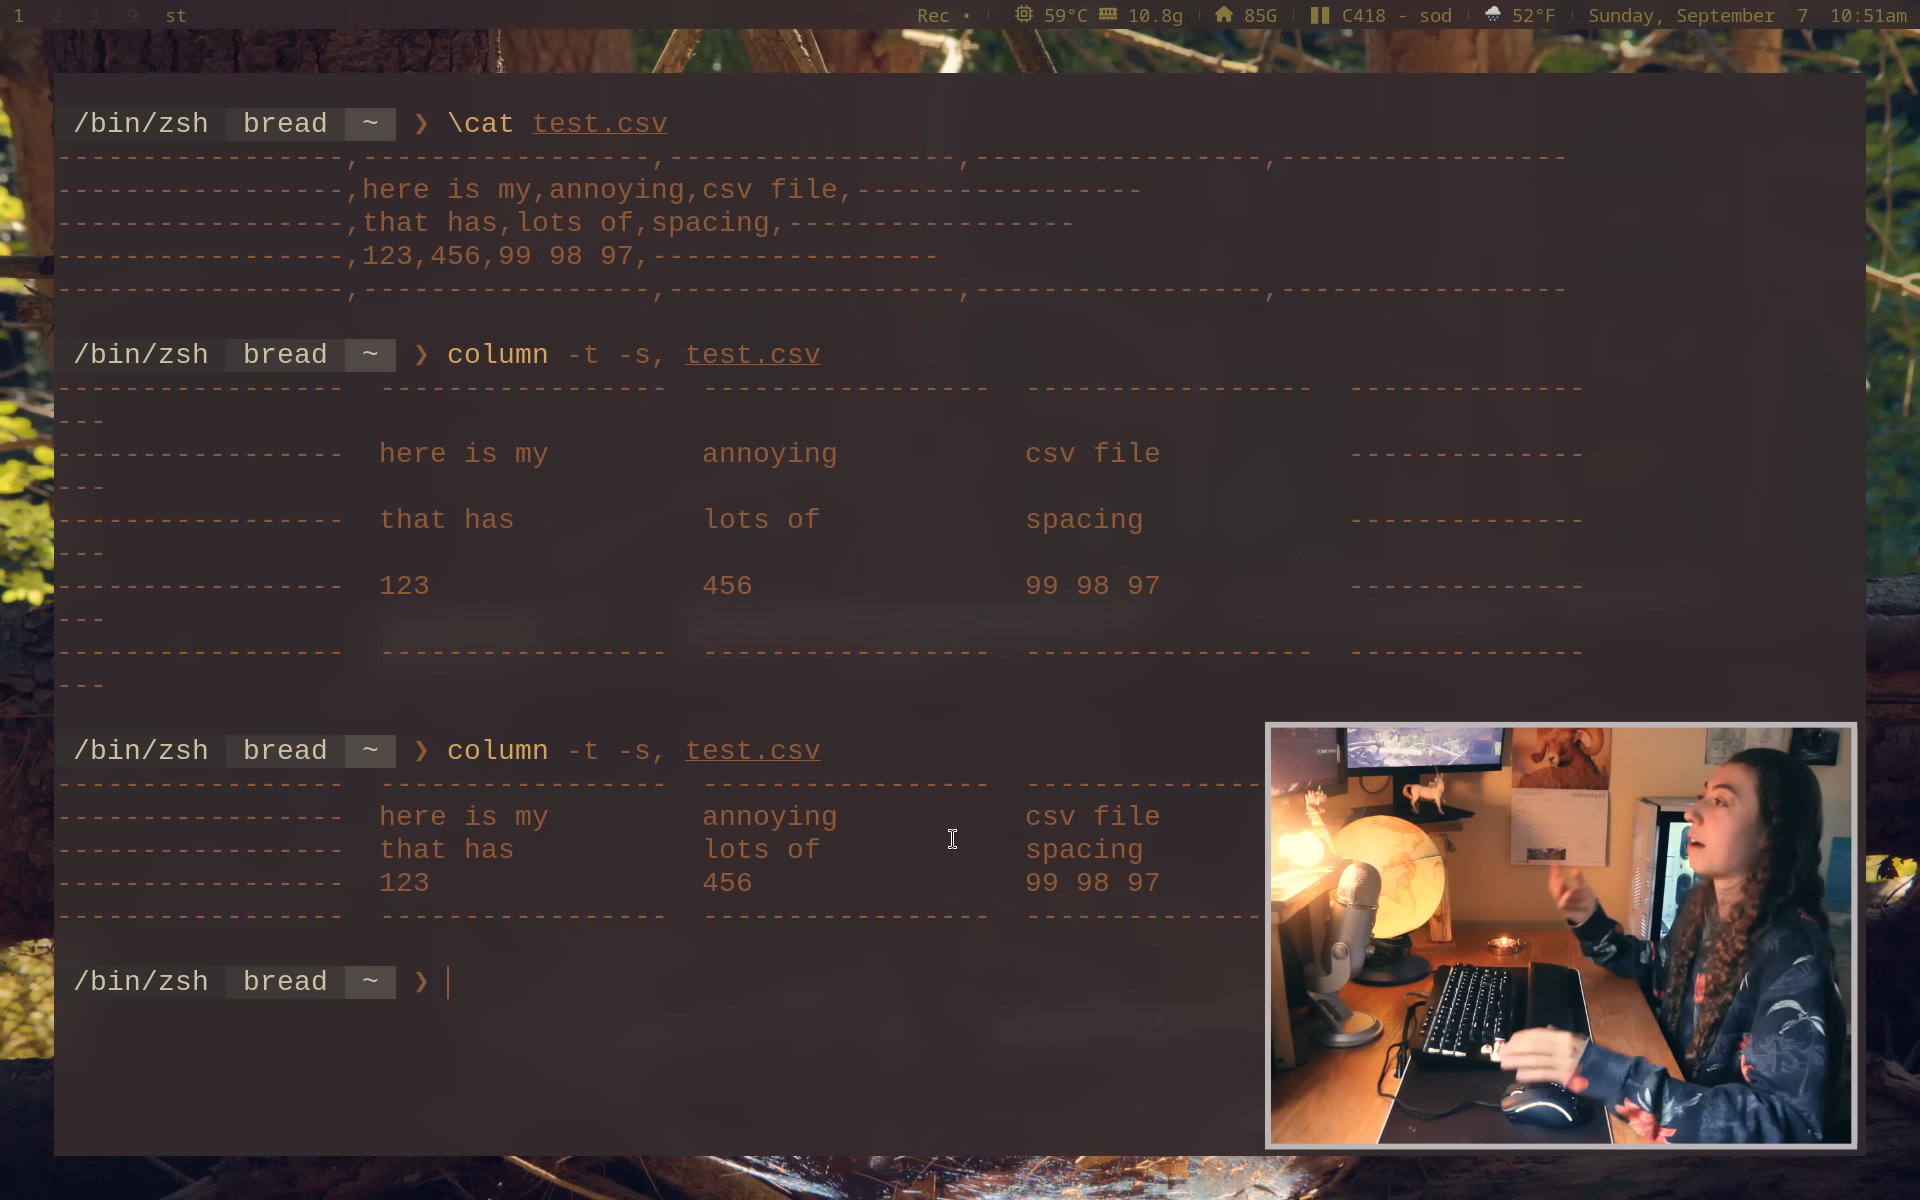 1 2 3 9 st Rec • 59°C 10.8g 85G C418 - sod 52°F Sunday, September 7 10:51am
/bin/zsh bread ~ ❯ \cat test.csv
-----------------,-----------------,-----------------,-----------------,-----------------
-----------------,here is my,annoying,csv file,-----------------
-----------------,that has,lots of,spacing,-----------------
-----------------,123,456,99 98 97,-----------------
-----------------,-----------------,-----------------,-----------------,-----------------
/bin/zsh bread ~ ❯ column -t -s, test.csv
-----------------  -----------------  -----------------  -----------------  --------------
---
-----------------  here is my         annoying           csv file           --------------
---
-----------------  that has           lots of            spacing            --------------
---
-----------------  123                456                99 98 97           --------------
---
-----------------  -----------------  -----------------  -----------------  --------------
---
/bin/zsh bread ~ ❯ column -t -s, test.csv
-----------------  -----------------  -----------------  --------------
-----------------  here is my         annoying           csv file
-----------------  that has           lots of            spacing
-----------------  123                456                99 98 97
-----------------  -----------------  -----------------  --------------
/bin/zsh bread ~ ❯